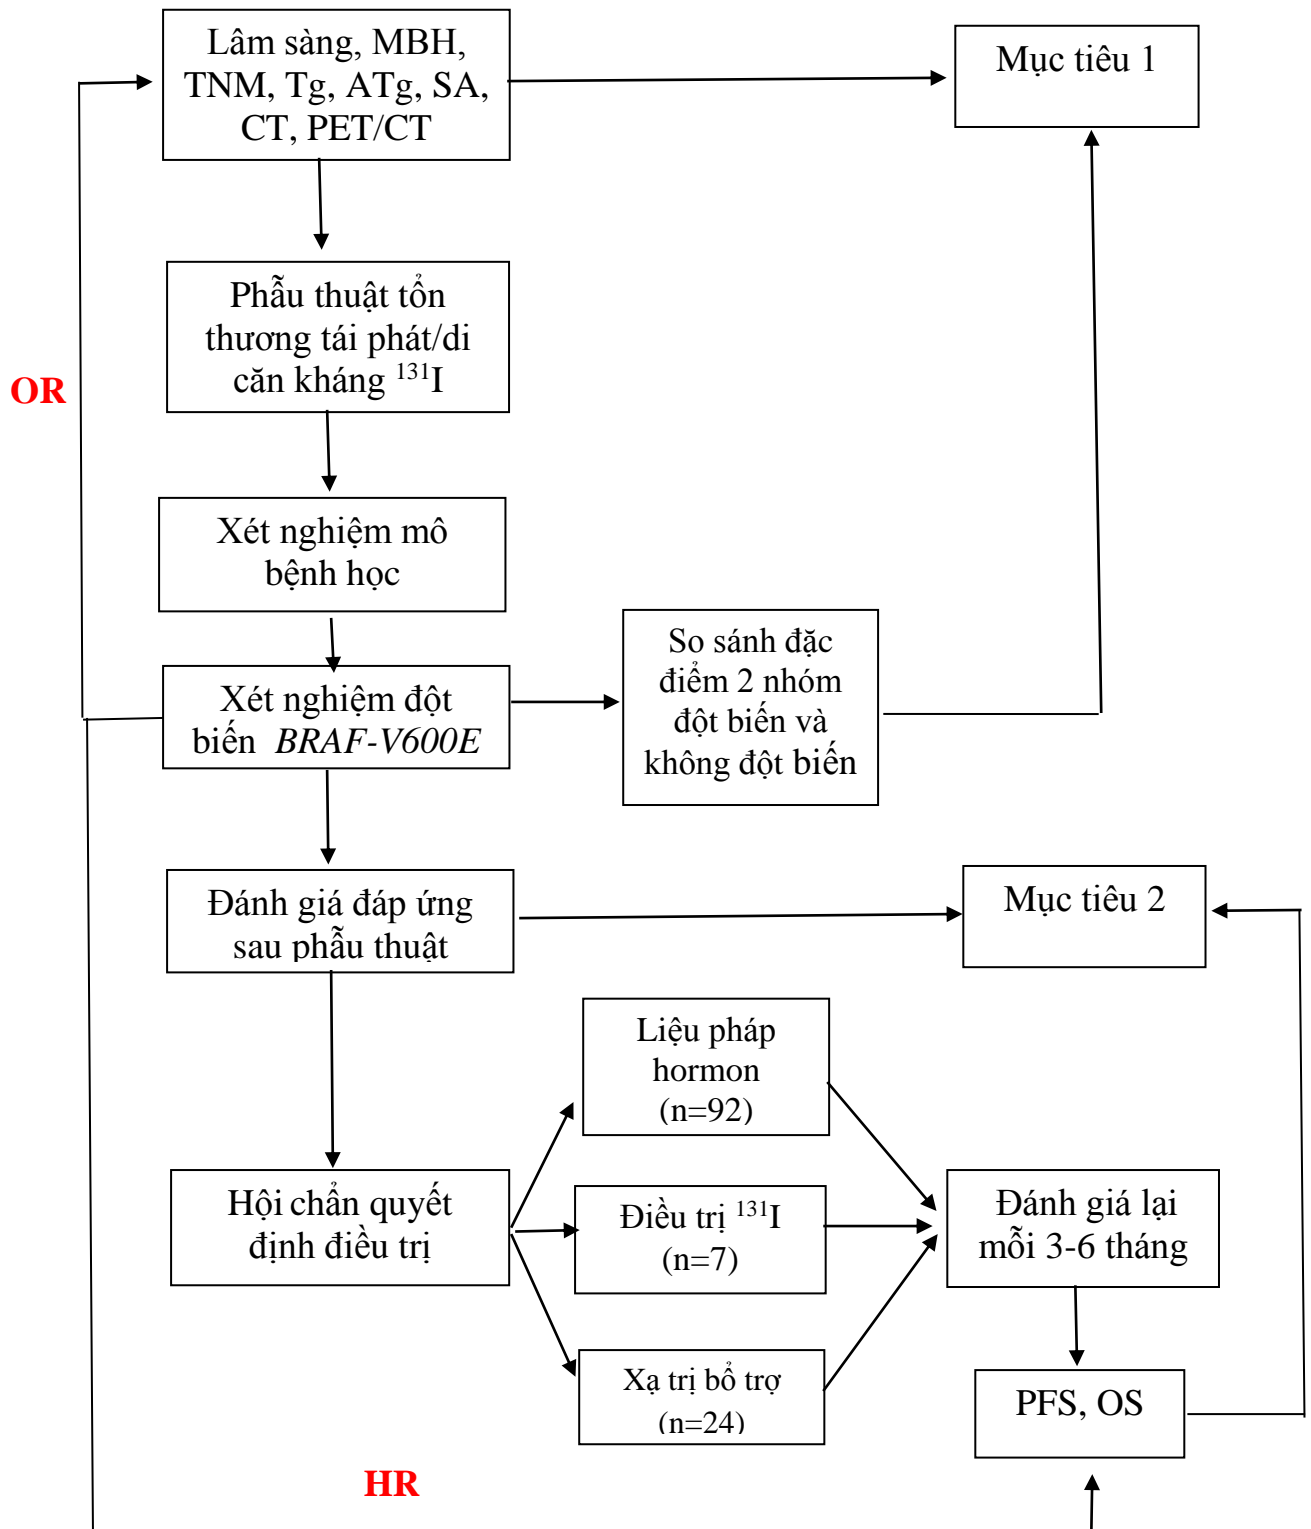 Lâm sàng, MBH,
TNM, Tg, ATg, SA,
CT, PET/CT
Mục tiêu 1
Phẫu thuật tổn
thương tái phát/di
căn kháng ¹³¹I
OR
Xét nghiệm mô
bệnh học
So sánh đặc
điểm 2 nhóm
đột biến và
không đột biến
Xét nghiệm đột
biến BRAF-V600E
Đánh giá đáp ứng
sau phẫu thuật
Mục tiêu 2
Liệu pháp
hormon
(n=92)
Hội chẩn quyết
định điều trị
Điều trị ¹³¹I
(n=7)
Đánh giá lại
mỗi 3-6 tháng
Xạ trị bổ trợ
(n=24)
PFS, OS
HR